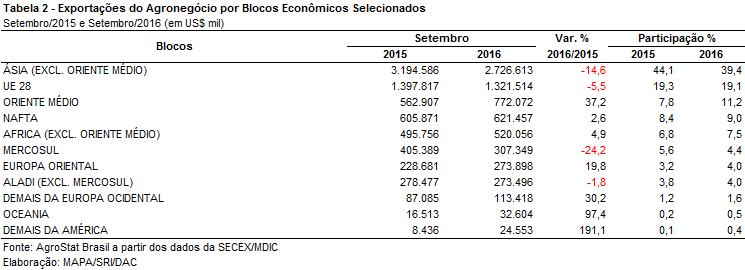 Tabela 2 - Exportações do Agronegócio por Blocos Econômicos Selecionados
Setembro/2015 e Setembro/2016 (em US$ mil)
Blocos Setembro Var. % Participação %
2015 2016 2016/2015 2015 2016
ÁSIA (EXCL. ORIENTE MÉDIO) 3.194.586 2.726.613 -14,6 44,1 39,4
UE 28 1.397.817 1.321.514 -5,5 19,3 19,1
ORIENTE MÉDIO 562.907 772.072 37,2 7,8 11,2
NAFTA 605.871 621.457 2,6 8,4 9,0
AFRICA (EXCL. ORIENTE MÉDIO) 495.756 520.056 4,9 6,8 7,5
MERCOSUL 405.389 307.349 -24,2 5,6 4,4
EUROPA ORIENTAL 228.681 273.898 19,8 3,2 4,0
ALADI (EXCL. MERCOSUL) 278.477 273.496 -1,8 3,8 4,0
DEMAIS DA EUROPA OCIDENTAL 87.085 113.418 30,2 1,2 1,6
OCEANIA 16.513 32.604 97,4 0,2 0,5
DEMAIS DA AMÉRICA 8.436 24.553 191,1 0,1 0,4
Fonte: AgroStat Brasil a partir dos dados da SECEX/MDIC
Elaboração: MAPA/SRI/DAC